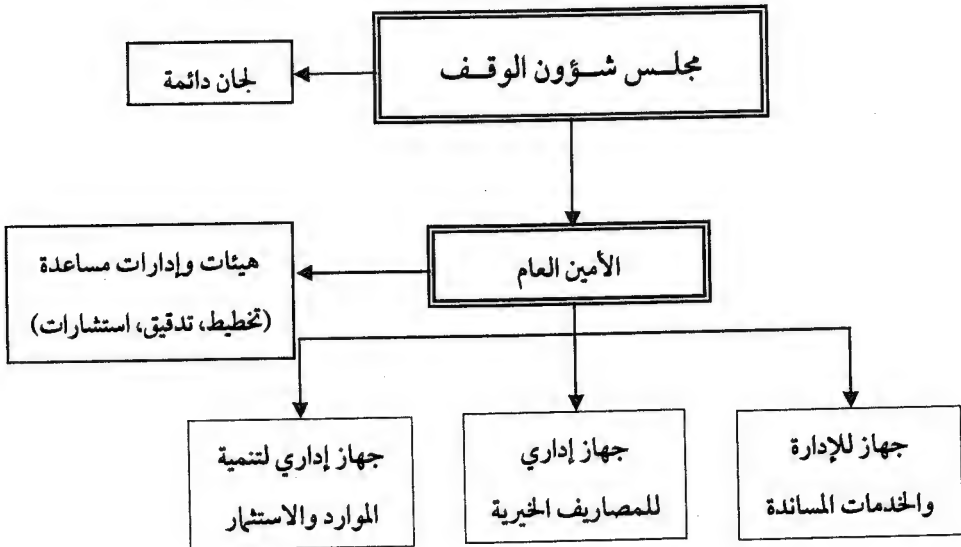 مجلس شؤون الوقف
لجان دائمة
الأمين العام
هيئات وإدارات مساعدة
(تخطيط، تدقيق، استشارات)
جهاز للإدارة
والخدمات المساندة
جهاز إداري
للمصاريف الخيرية
جهاز إداري لتنمية
الموارد والاستثمار